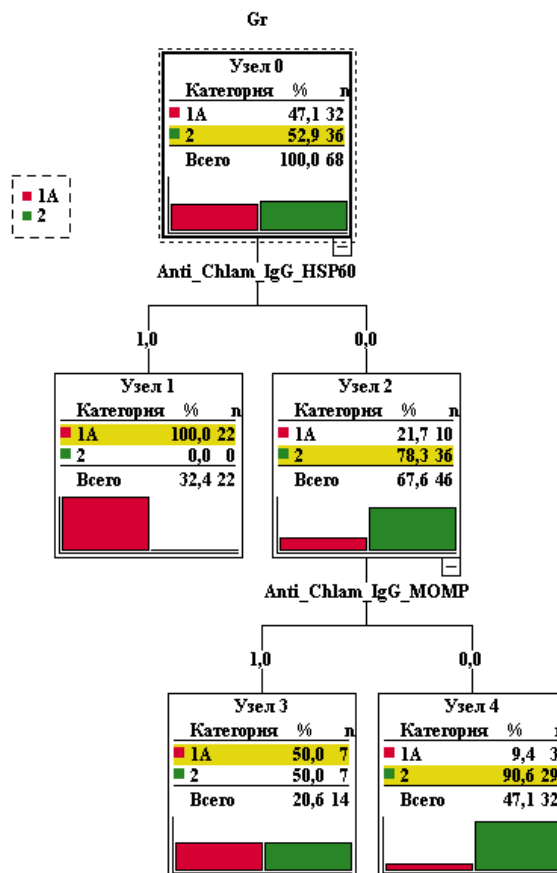 Gr
Узел 0
Категория % n
1A 47,1 32
2 52,9 36
Всего 100,0 68
1A
2
Anti_Chlam_IgG_HSP60
1,0 0,0
Узел 1 Узел 2
Категория % n Категория % n
1A 100,0 22 1A 21,7 10
2 0,0 0 2 78,3 36
Всего 32,4 22 Всего 67,6 46
Anti_Chlam_IgG_MOMP
1,0 0,0
Узел 3 Узел 4
Категория % n Категория %
1A 50,0 7 1A 9,4 3
2 50,0 7 2 90,6 29
Всего 20,6 14 Всего 47,1 32